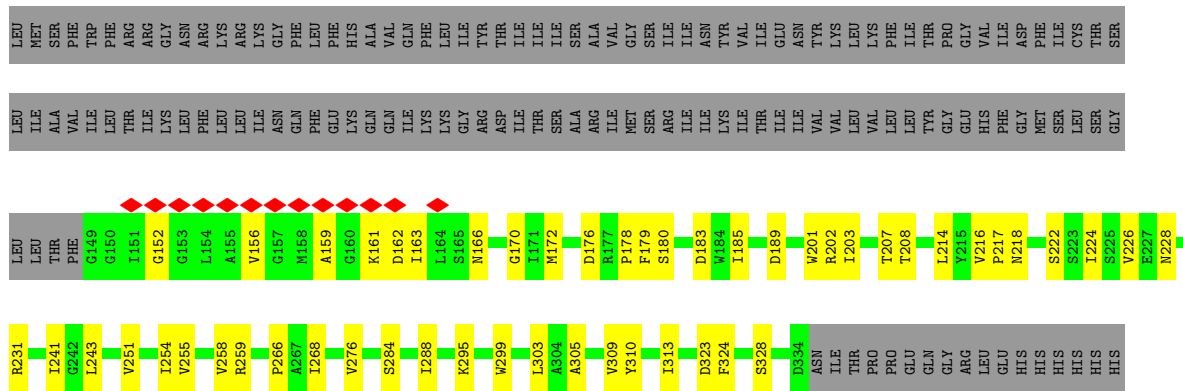 LEU MET SER PHE TRP PHE ARG ARG GLY ASN ARG LYS ARG LYS GLY PHE LEU PHE HIS ALA VAL GLN PHE LEU ILE TYR THR ILE ILE ILE SER ALA VAL GLY SER ILE ILE ASN TYR VAL ILE GLU ASN TYR LYS LEU LYS PHE ILE THR PRO GLY VAL ILE ASP PHE ILE CYS THR SER
LEU ILE ALA VAL ILE LEU THR ILE LYS LEU PHE LEU LEU ILE ASN GLN PHE GLU LYS GLN GLN ILE LYS LYS GLY ARG ASP ILE THR SER ALA ARG ILE MET SER ARG ILE ILE LYS ILE THR ILE ILE VAL VAL LEU VAL LEU LEU TYR GLY GLU HIS PHE GLY MET SER LEU SER GLY
LEU LEU THR PHE G149 G150 I151 G152 G153 L154 A155 V156 G157 M158 A159 G160 K161 D162 I163 L164 S165 N166 G170 I171 M172 D176 R177 P178 F179 S180 D183 W184 I185 D189 W201 R202 I203 T207 T208 L214 Y215 V216 P217 N218 S222 S223 I224 S225 V226 E227 N228
R231 I241 G242 L243 V251 I254 V255 V258 R259 P266 A267 I268 V276 S284 I288 K295 W299 L303 A304 A305 V309 Y310 I313 D323 F324 S328 D334 ASN ILE THR PRO PRO GLU GLN GLY ARG LEU GLU HIS HIS HIS HIS HIS HIS